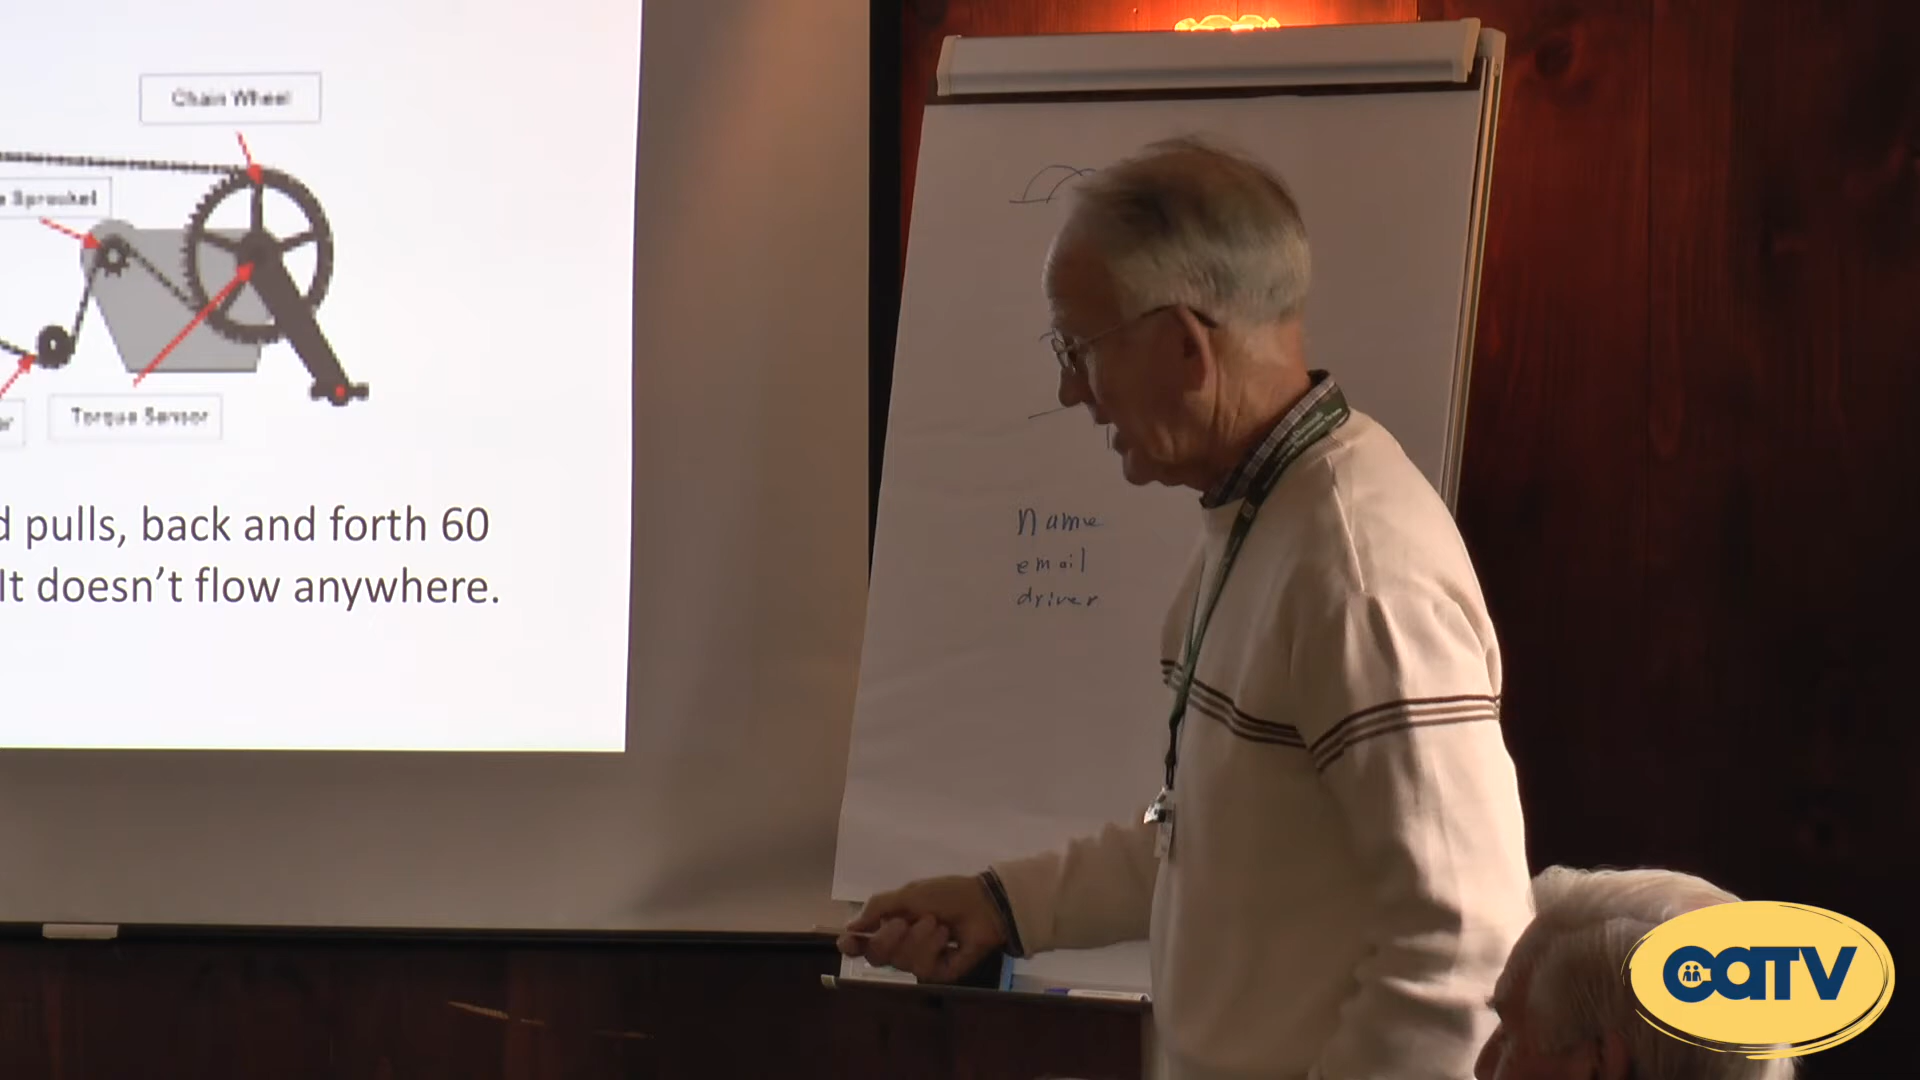 Chain Wheel
Sprocket
Torque Sensor
pulls, back and forth 60
It doesn't flow anywhere.
Name
email
driver
CATV